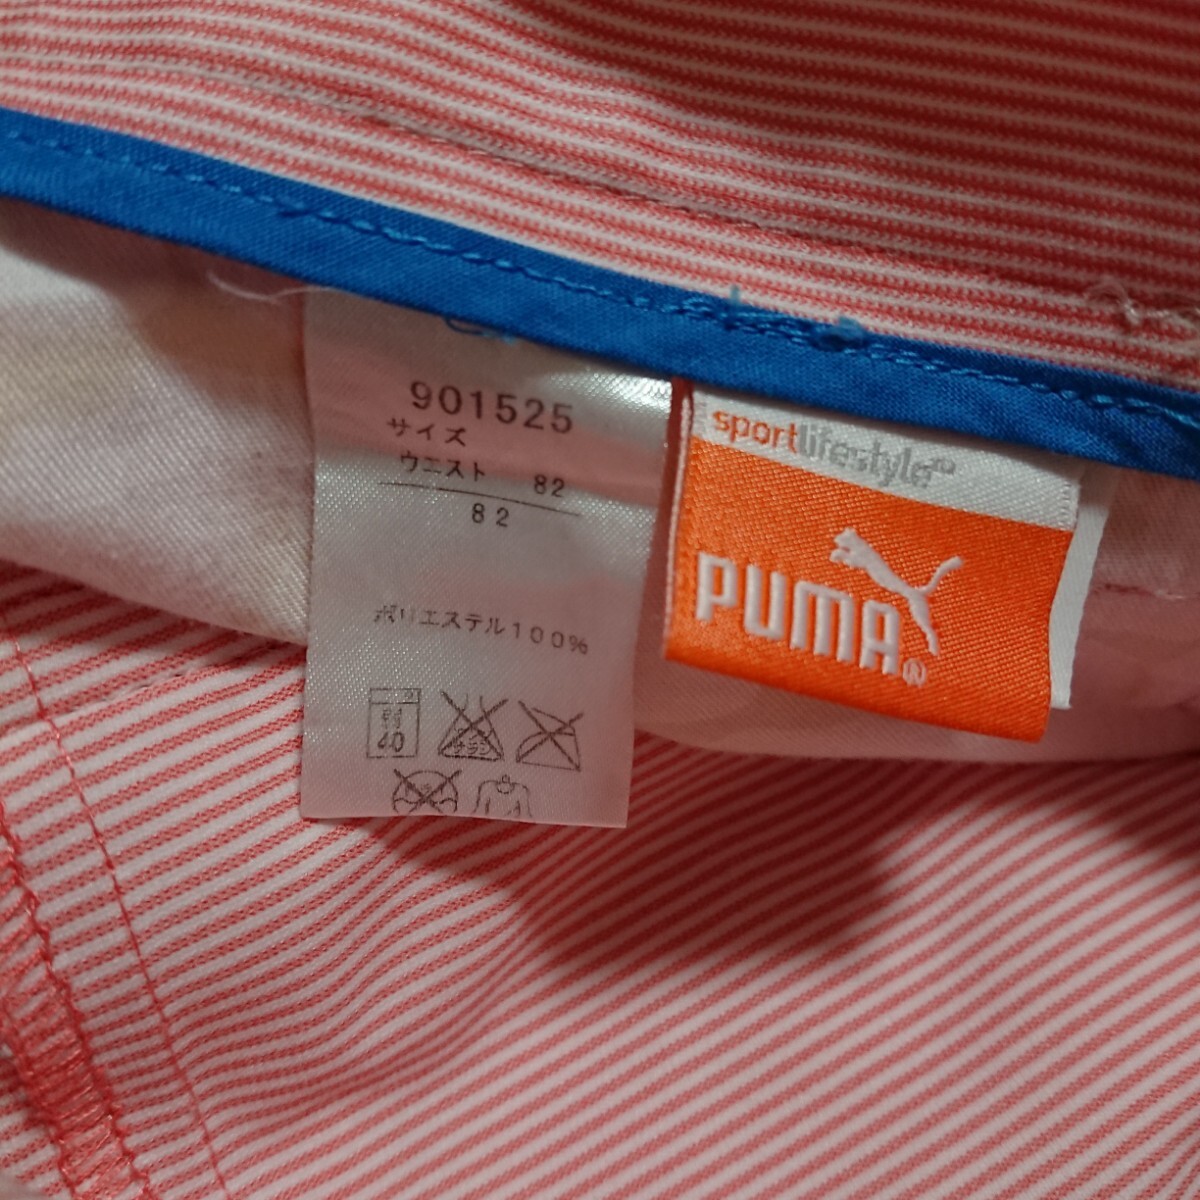 901525
サイズ
ウエスト 82
82
ポリエステル100%
40
sportlifestyle
PUMA®